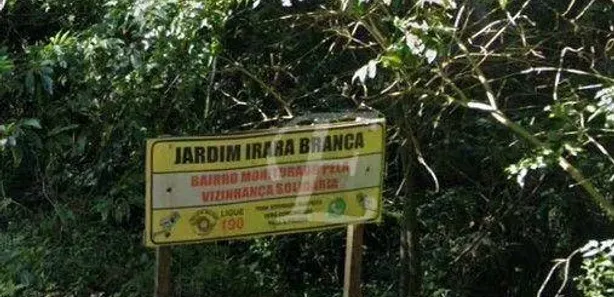 JARDIM IRARA BRANCA
BAIRRO MONITORADO PELA
VIZINHANÇA SOLIDÁRIA
LIGUE
190